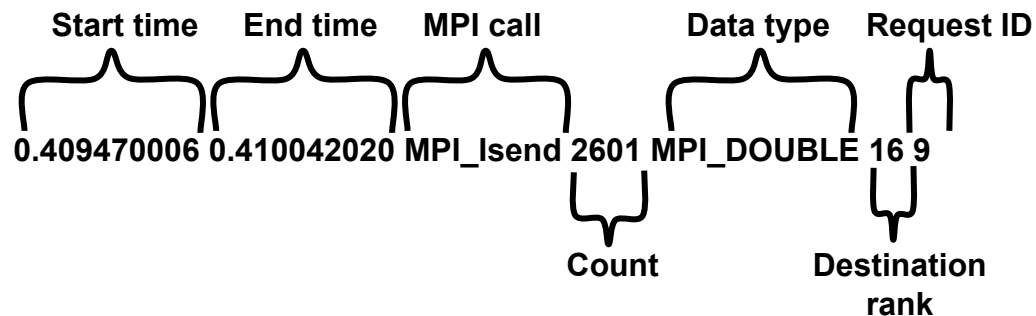 Start time End time MPI call Data type Request ID
0.409470006 0.410042020 MPI_Isend 2601 MPI_DOUBLE 16 9
Count Destination
rank